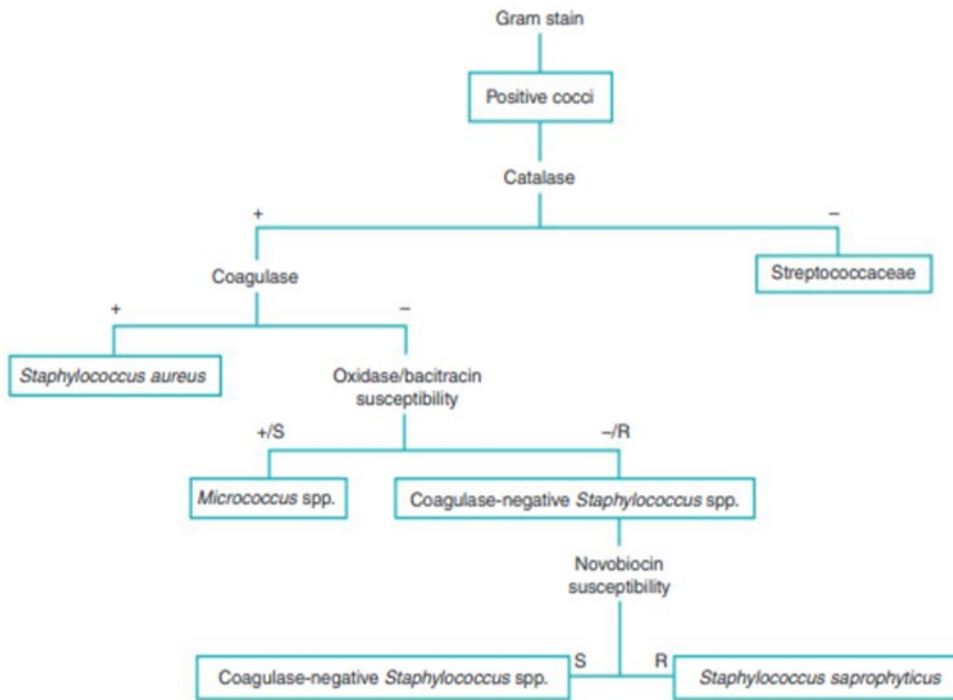 Gram stain
Positive cocci
Catalase
+
–
Coagulase
Streptococcaceae
+
–
Staphylococcus aureus
Oxidase/bacitracin
susceptibility
+/S
–/R
Micrococcus spp.
Coagulase-negative Staphylococcus spp.
Novobiocin
susceptibility
S
R
Coagulase-negative Staphylococcus spp.
Staphylococcus saprophyticus